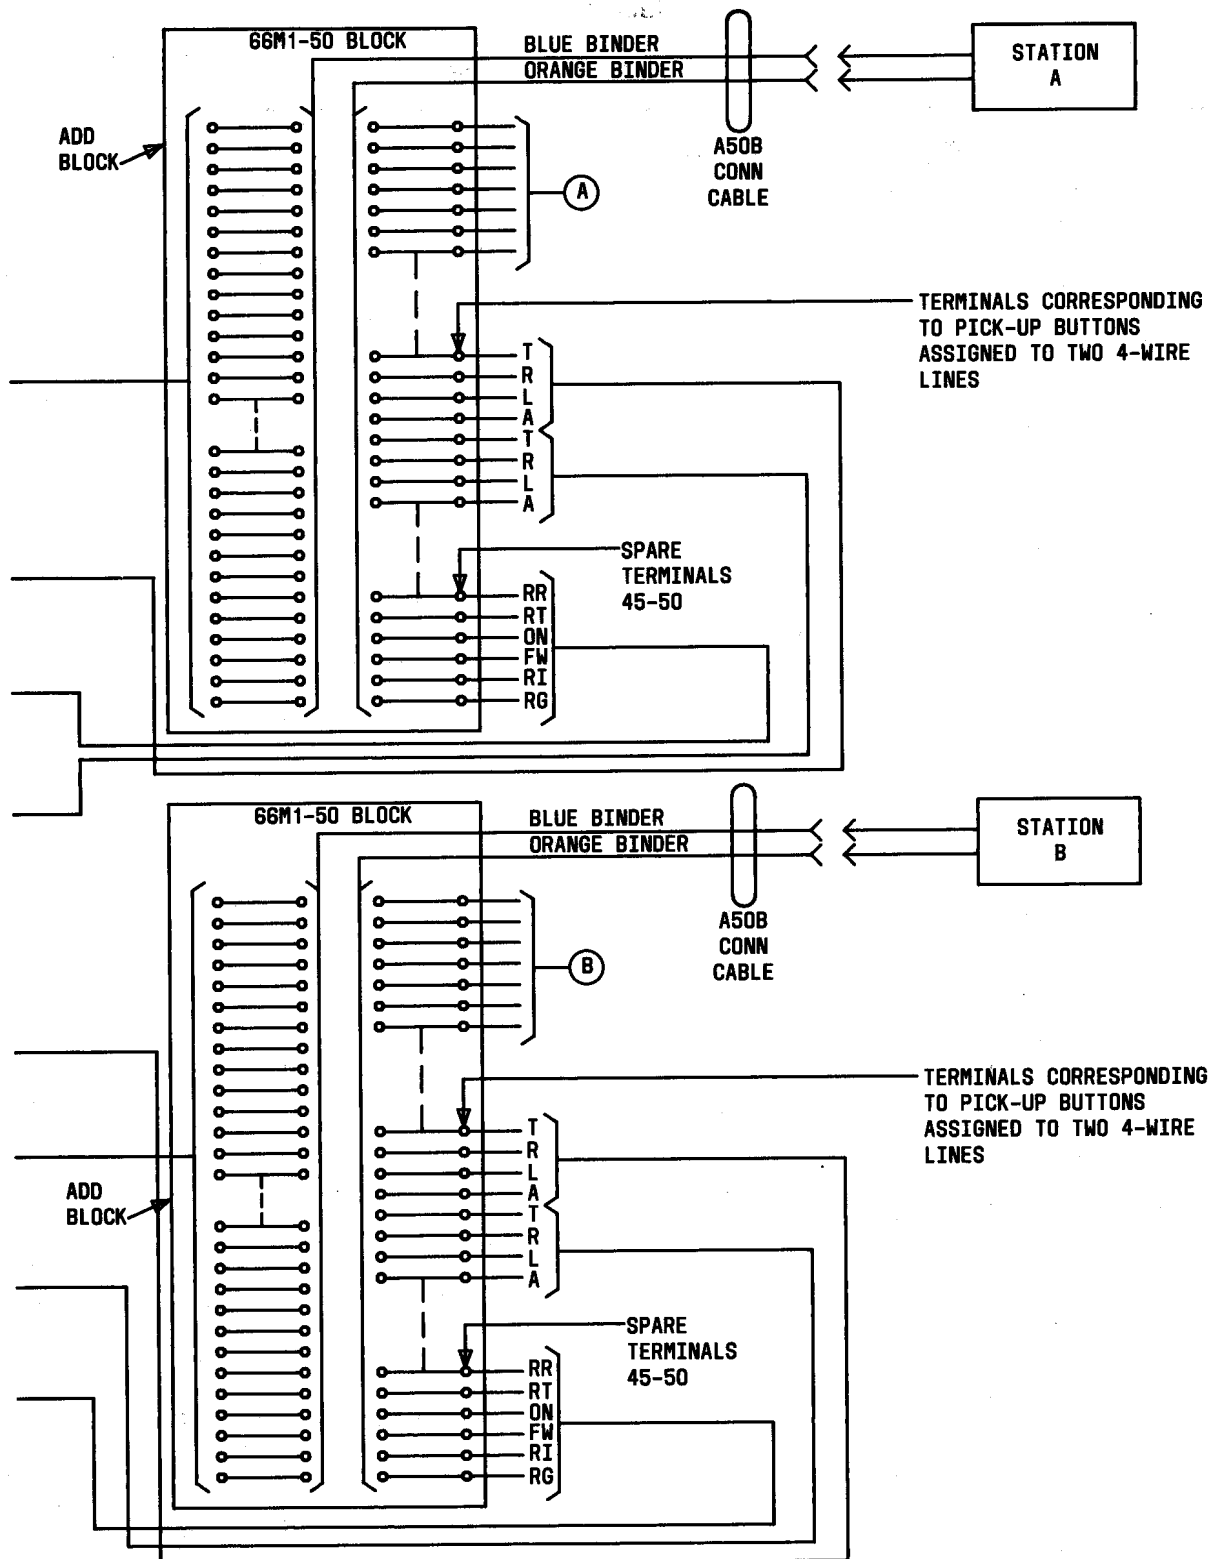 66M1-50 BLOCK
BLUE BINDER
ORANGE BINDER
STATION
A
ADD
BLOCK
A50B
CONN
CABLE
A
TERMINALS CORRESPONDING
TO PICK-UP BUTTONS
ASSIGNED TO TWO 4-WIRE
LINES
T
R
L
A
T
R
L
A
SPARE
TERMINALS
45-50
RR
RT
ON
FW
RI
RG
66M1-50 BLOCK
BLUE BINDER
ORANGE BINDER
STATION
B
A50B
CONN
CABLE
B
TERMINALS CORRESPONDING
TO PICK-UP BUTTONS
ASSIGNED TO TWO 4-WIRE
LINES
T
R
L
A
T
R
L
A
ADD
BLOCK
SPARE
TERMINALS
45-50
RR
RT
ON
FW
RI
RG